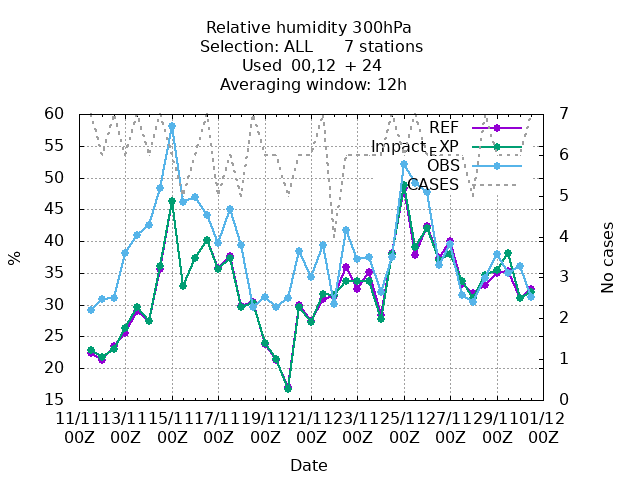 Relative humidity 300hPa
Selection: ALL 7 stations
Used 00,12 + 24
Averaging window: 12h
REF
Impact_XP
OBS
CASES
%
No cases
60
55
50
45
40
35
30
25
20
15
7
6
5
4
3
2
1
0
11/11 13/11 15/11 17/11 19/11 21/11 23/11 25/11 27/11 29/11 01/12
00Z 00Z 00Z 00Z 00Z 00Z 00Z 00Z 00Z 00Z 00Z
Date